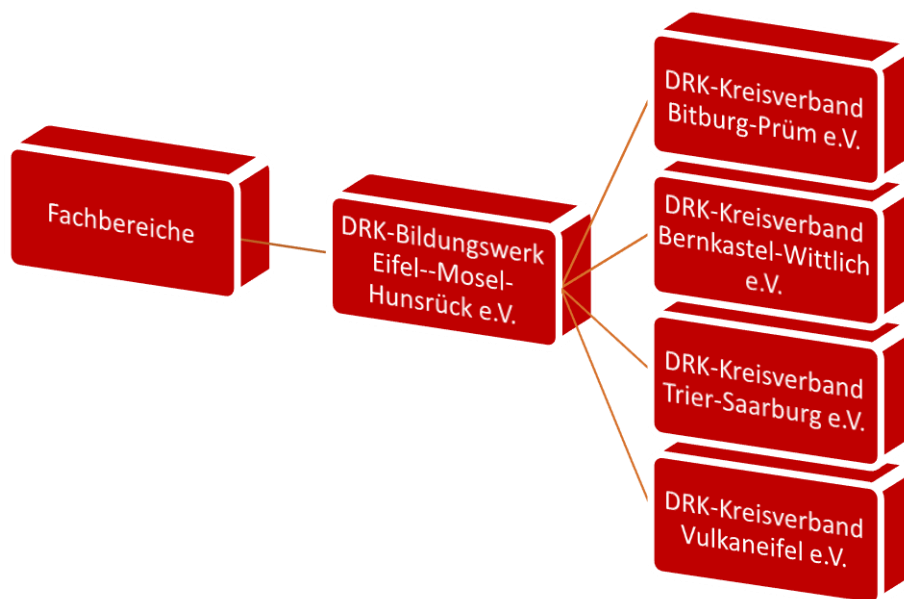 Fachbereiche
DRK-Bildungswerk
Eifel--Mosel-
Hunsrück e.V.
DRK-Kreisverband
Bitburg-Prüm e.V.
DRK-Kreisverband
Bernkastel-Wittlich
e.V.
DRK-Kreisverband
Trier-Saarburg e.V.
DRK-Kreisverband
Vulkaneifel e.V.